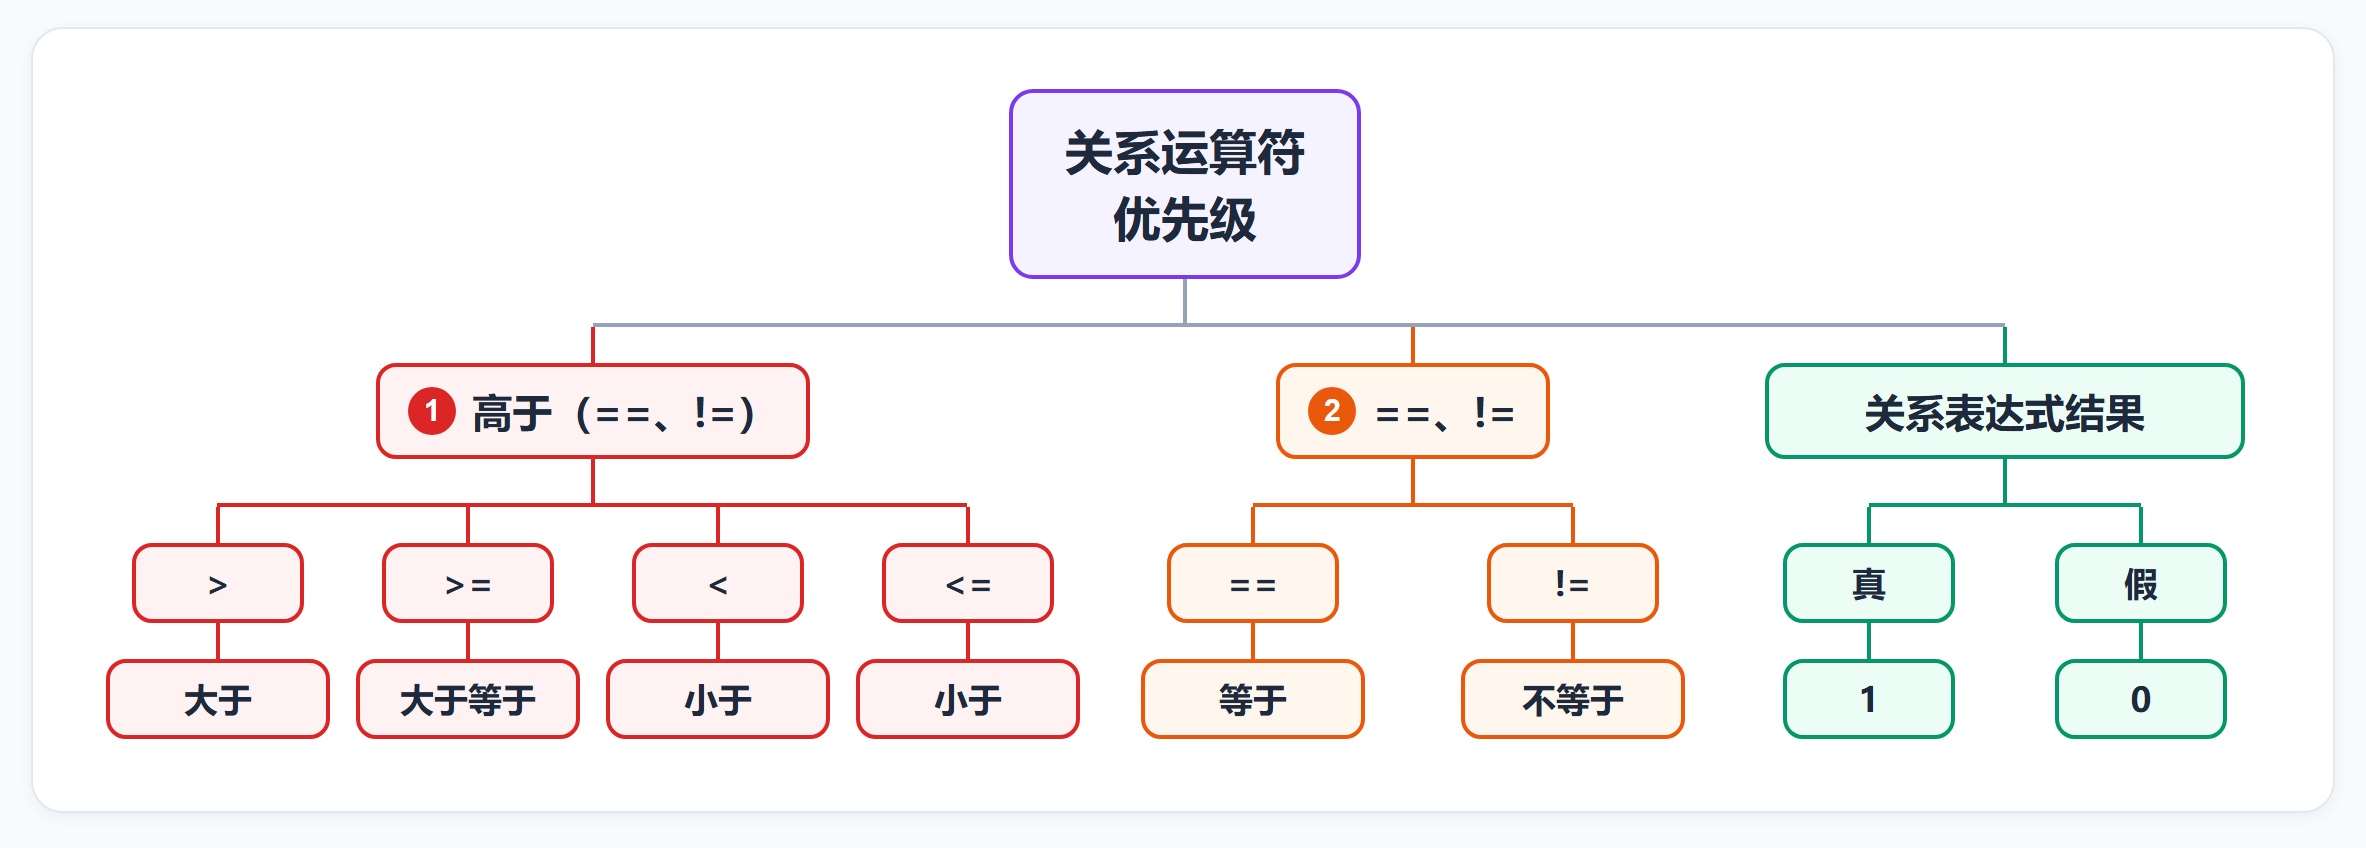 关系运算符
优先级
1 高于（==、!=）
2 ==、!=
关系表达式结果
>
>=
<
<=
==
!=
真
假
大于
大于等于
小于
小于
等于
不等于
1
0